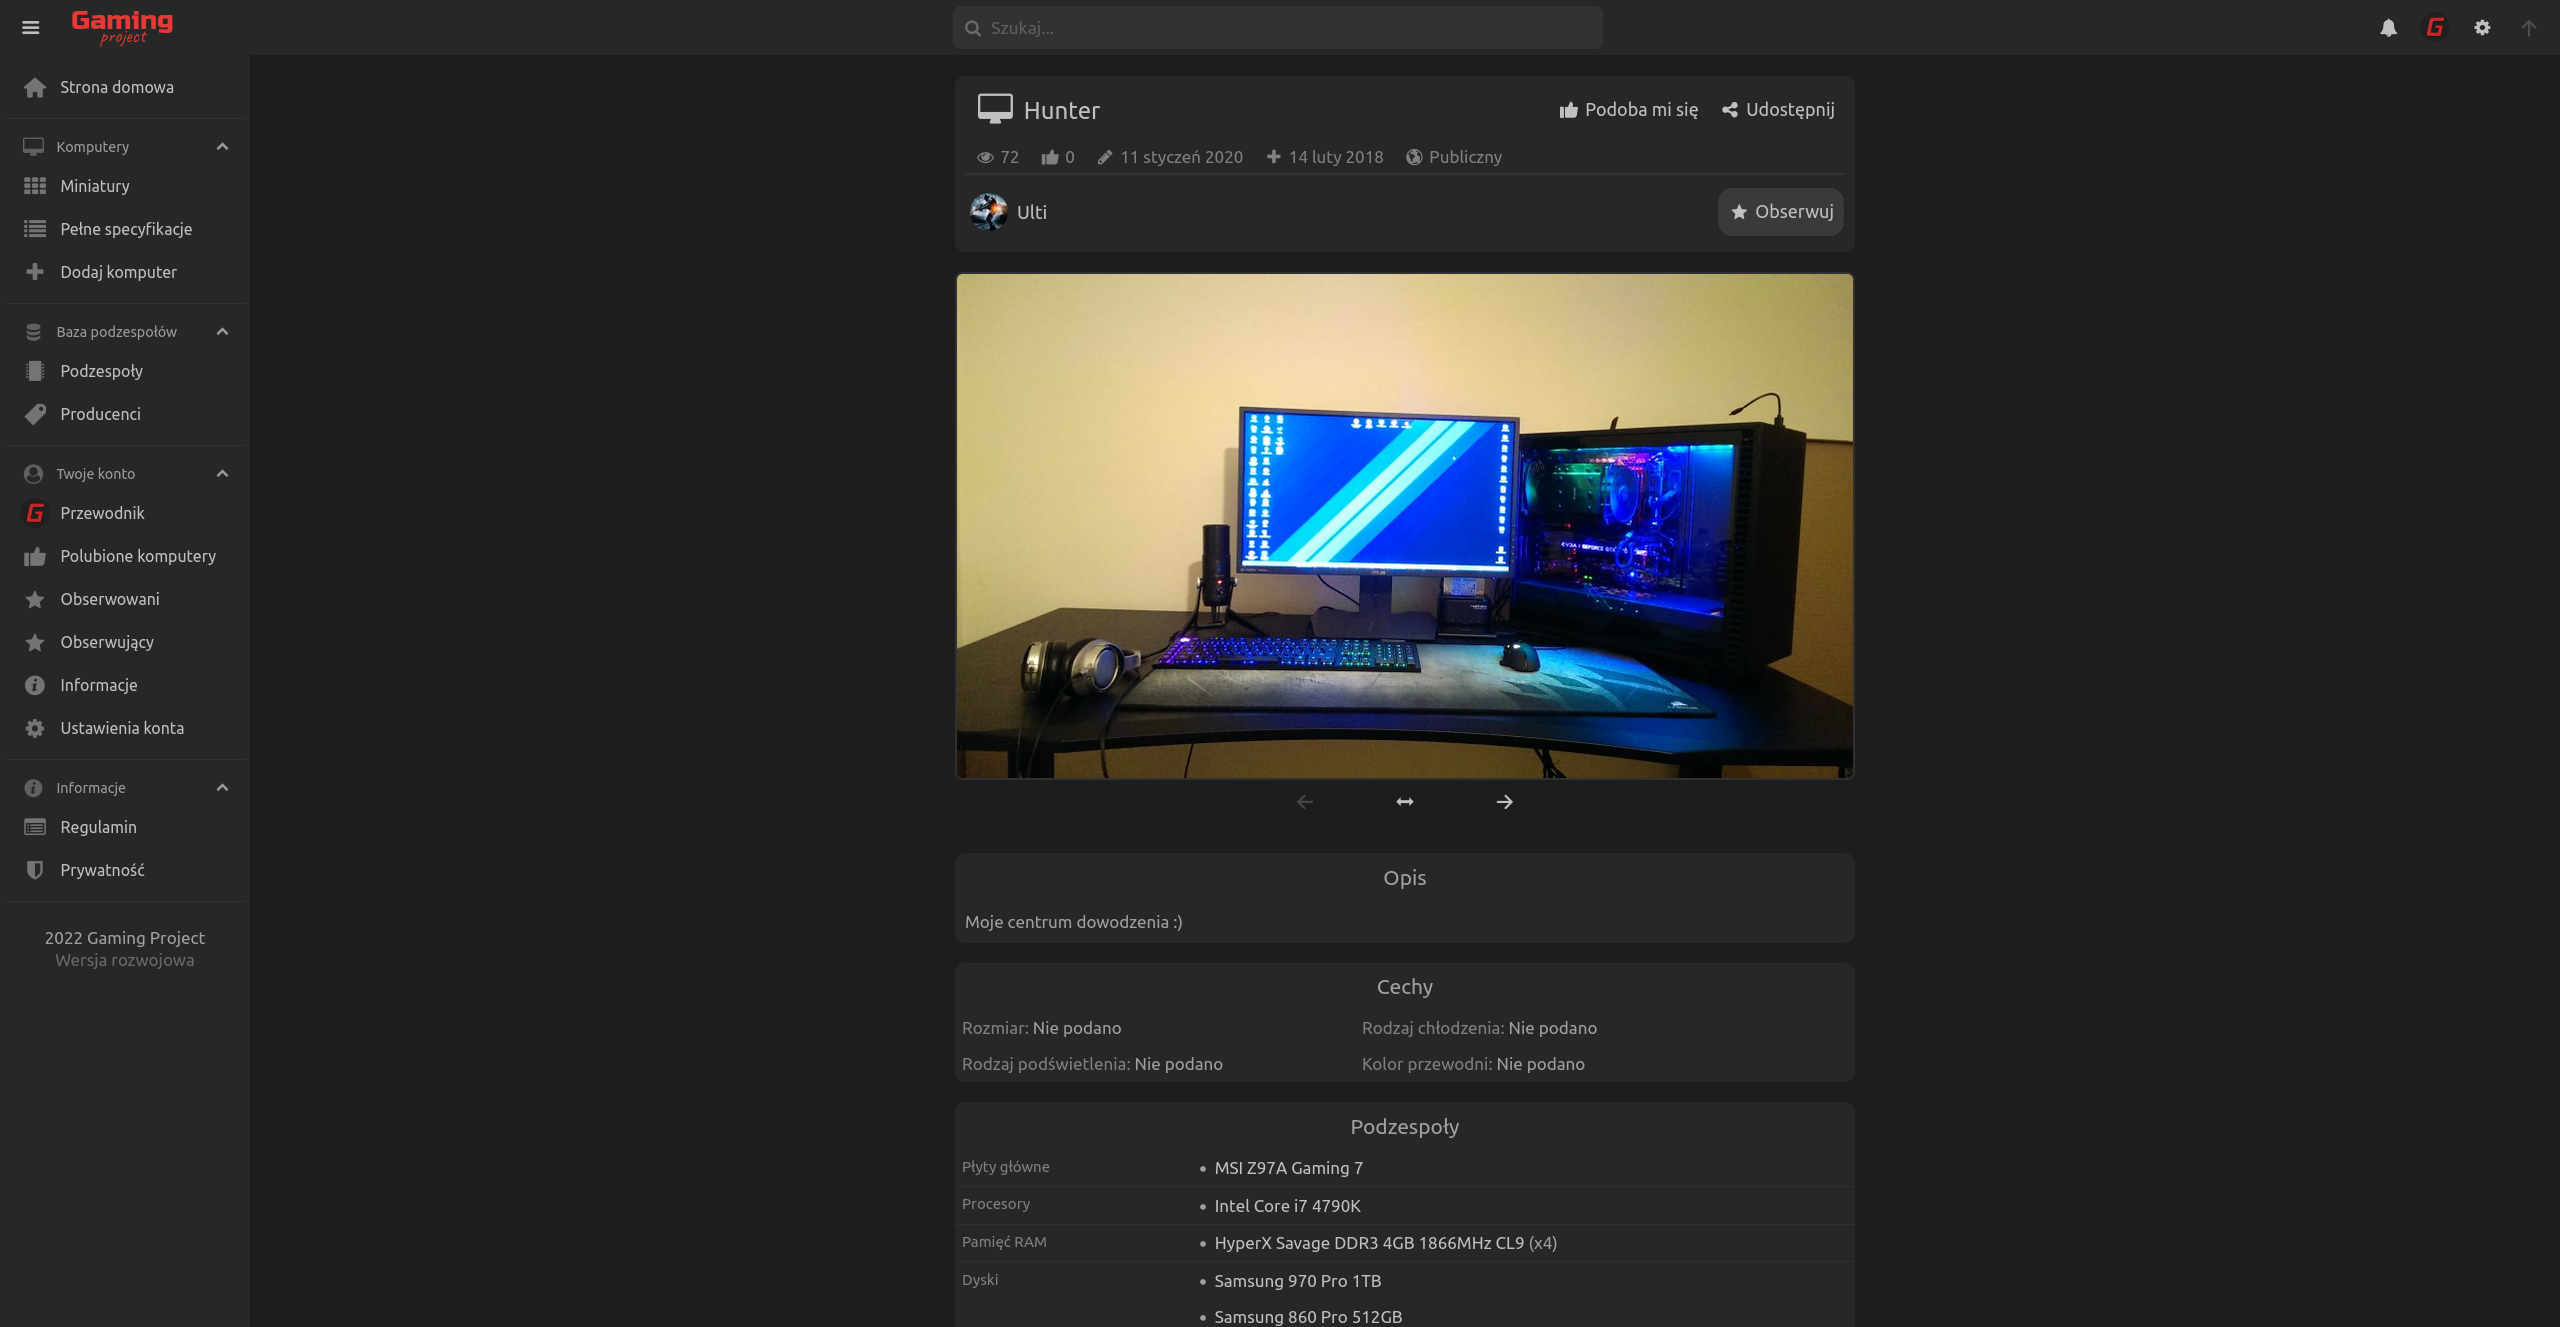 Gaming
project
Szukaj...
Strona domowa
Komputery
Miniatury
Pełne specyfikacje
Dodaj komputer
Baza podzespołów
Podzespoły
Producenci
Twoje konto
Przewodnik
Polubione komputery
Obserwowani
Obserwujący
Informacje
Ustawienia konta
Informacje
Regulamin
Prywatność
2022 Gaming Project
Wersja rozwojowa
Hunter
Podoba mi się
Udostępnij
72 0 11 styczeń 2020 14 luty 2018 Publiczny
Ulti
Obserwuj
EVGA GEFORCE GTX
Opis
Moje centrum dowodzenia :)
Cechy
Rozmiar: Nie podano
Rodzaj chłodzenia: Nie podano
Rodzaj podświetlenia: Nie podano
Kolor przewodni: Nie podano
Podzespoły
Płyty główne
• MSI Z97A Gaming 7
Procesory
• Intel Core i7 4790K
Pamięć RAM
• HyperX Savage DDR3 4GB 1866MHz CL9 (x4)
Dyski
• Samsung 970 Pro 1TB
• Samsung 860 Pro 512GB